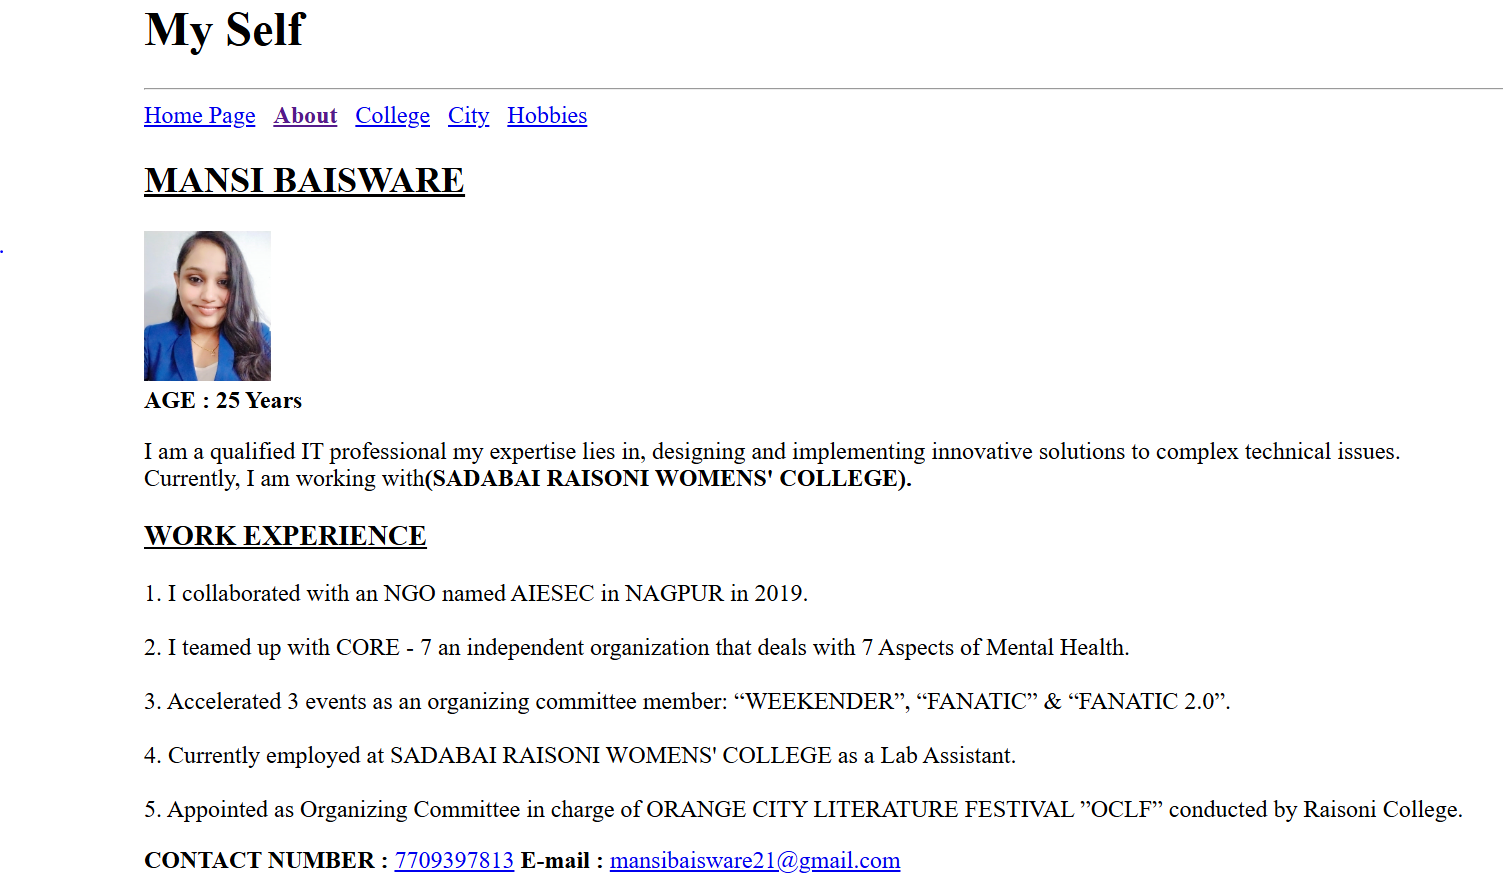 My Self
Home Page About College City Hobbies
MANSI BAISWARE
AGE : 25 Years
I am a qualified IT professional my expertise lies in, designing and implementing innovative solutions to complex technical issues.
Currently, I am working with(SADABAI RAISONI WOMENS' COLLEGE).
WORK EXPERIENCE
1. I collaborated with an NGO named AIESEC in NAGPUR in 2019.
2. I teamed up with CORE - 7 an independent organization that deals with 7 Aspects of Mental Health.
3. Accelerated 3 events as an organizing committee member: “WEEKENDER”, “FANATIC” & “FANATIC 2.0”.
4. Currently employed at SADABAI RAISONI WOMENS' COLLEGE as a Lab Assistant.
5. Appointed as Organizing Committee in charge of ORANGE CITY LITERATURE FESTIVAL ”OCLF” conducted by Raisoni College.
CONTACT NUMBER : 7709397813 E-mail : mansibaisware21@gmail.com